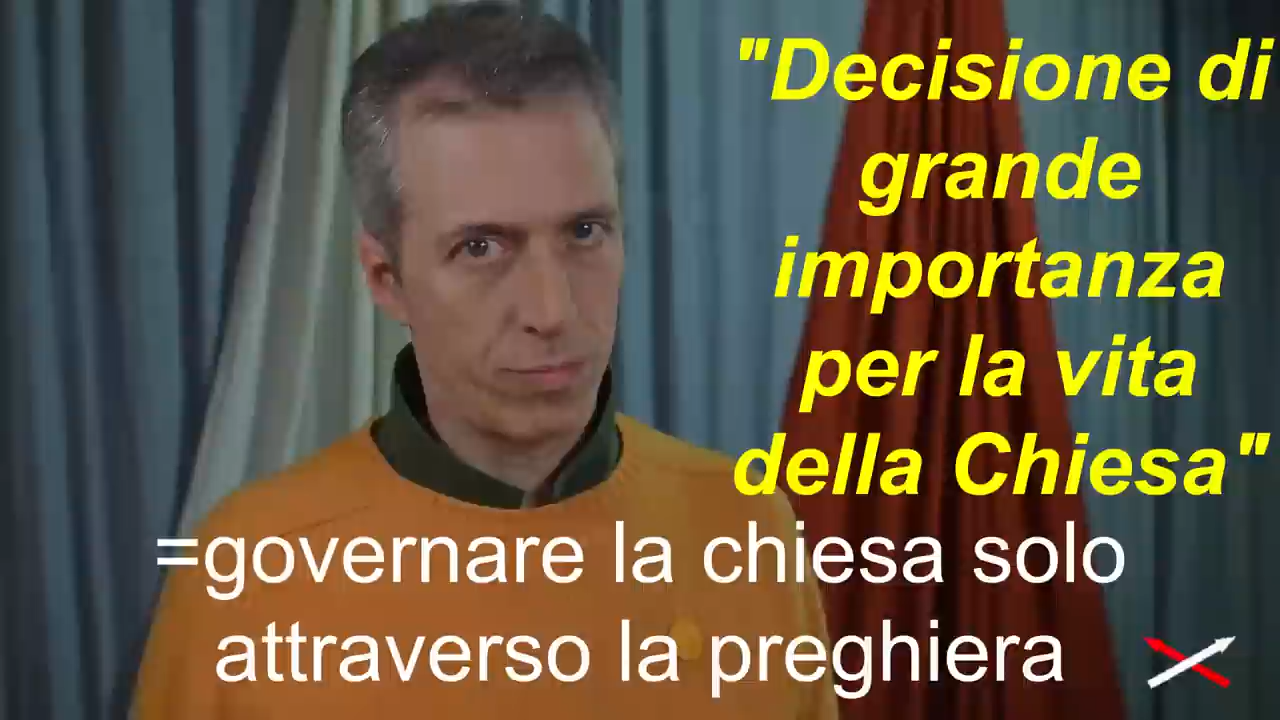 "Decisione di
grande
importanza
per la vita
della Chiesa"
=governare la chiesa solo
attraverso la preghiera